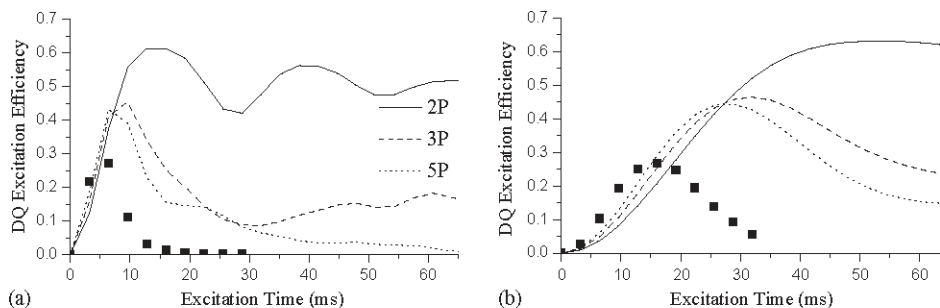 0.7
0.6
0.5
0.4
0.3
0.2
0.1
0.0
DQ Excitation Efficiency
2P
3P
5P
0 10 20 30 40 50 60
(a) Excitation Time (ms)
0.7
0.6
0.5
0.4
0.3
0.2
0.1
0.0
DQ Excitation Efficiency
0 10 20 30 40 50 60
(b) Excitation Time (ms)